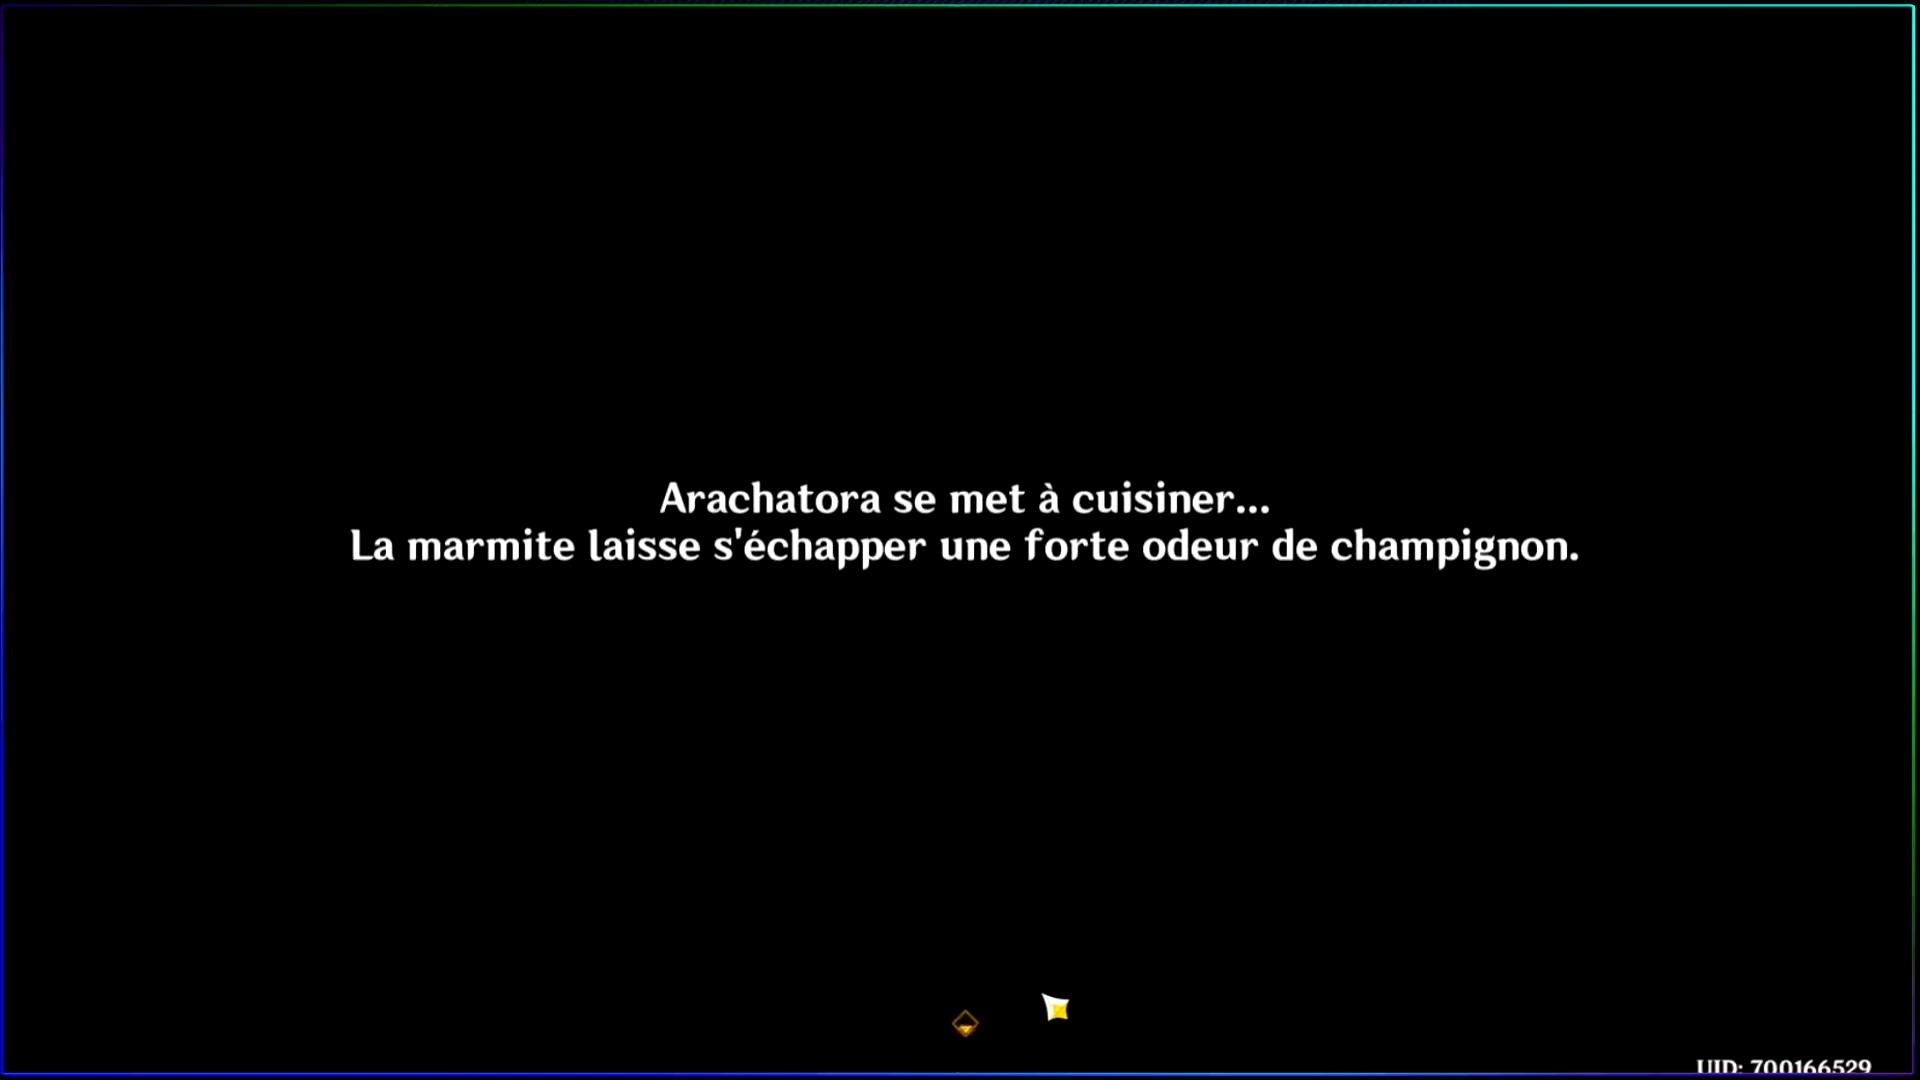 Arachatora se met à cuisiner...
La marmite laisse s'échapper une forte odeur de champignon.
UID: 700166529